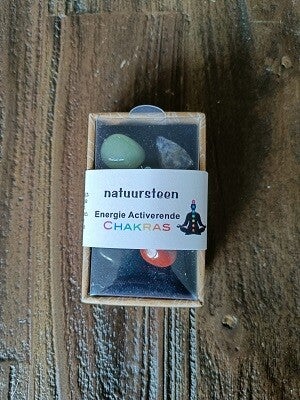 natuursteen
Energie Activerende
CHAKRAS